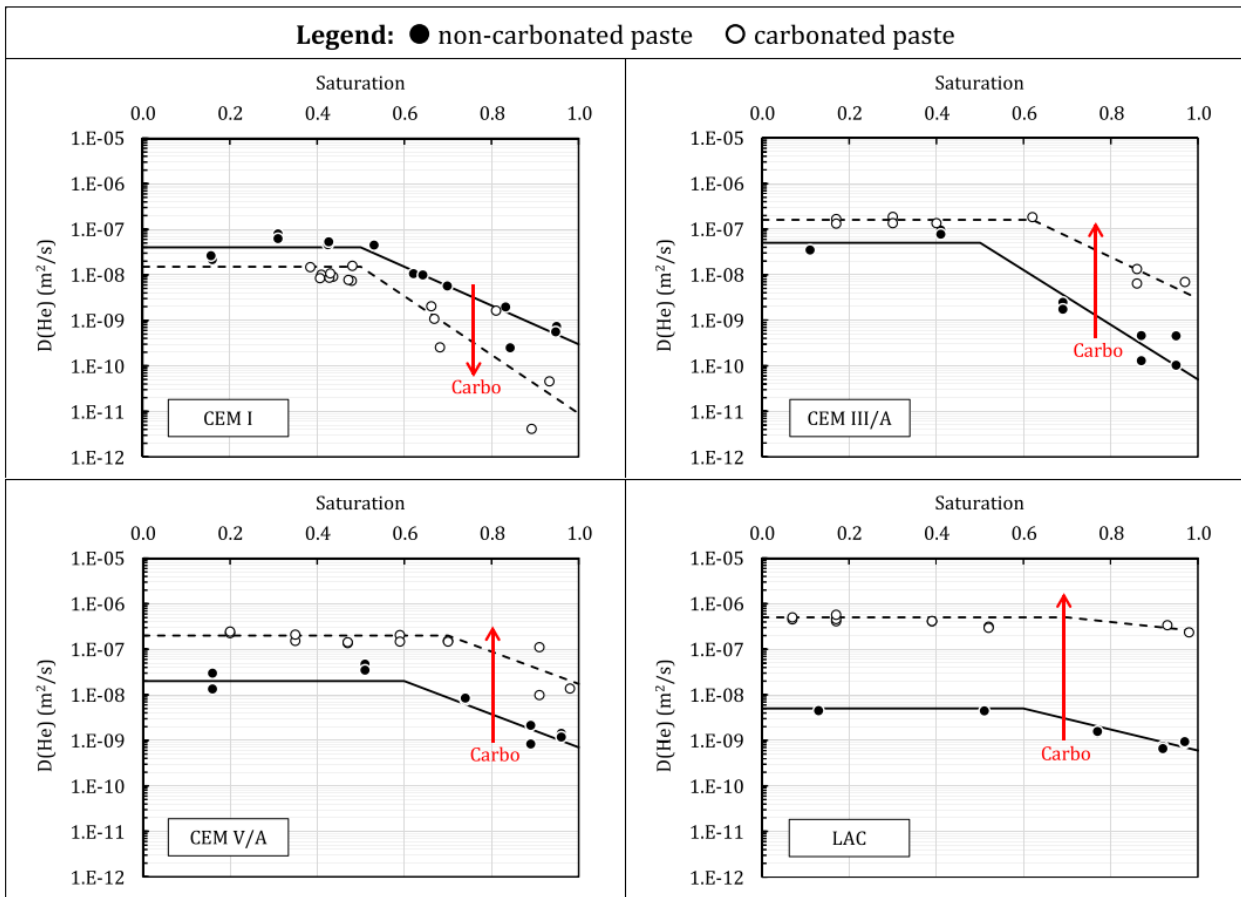 Legend: ● non-carbonated paste ○ carbonated paste
Saturation
0.0 0.2 0.4 0.6 0.8 1.0
1.E-05
1.E-06
1.E-07
1.E-08
1.E-09
1.E-10
1.E-11
1.E-12
D(He) (m²/s)
Carbo
CEM I
Saturation
0.0 0.2 0.4 0.6 0.8 1.0
1.E-05
1.E-06
1.E-07
1.E-08
1.E-09
1.E-10
1.E-11
1.E-12
D(He) (m²/s)
Carbo
CEM III/A
Saturation
0.0 0.2 0.4 0.6 0.8 1.0
1.E-05
1.E-06
1.E-07
1.E-08
1.E-09
1.E-10
1.E-11
1.E-12
D(He) (m²/s)
Carbo
CEM V/A
Saturation
0.0 0.2 0.4 0.6 0.8 1.0
1.E-05
1.E-06
1.E-07
1.E-08
1.E-09
1.E-10
1.E-11
1.E-12
D(He) (m²/s)
Carbo
LAC